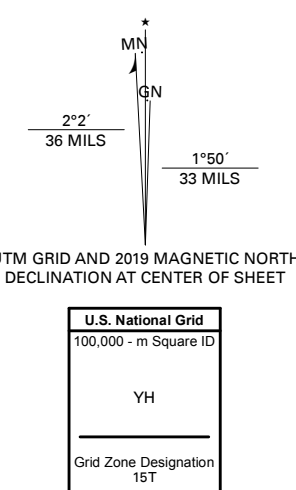 MN
GN
2°2´
36 MILS
1°50´
33 MILS
UTM GRID AND 2019 MAGNETIC NORTH
DECLINATION AT CENTER OF SHEET
U.S. National Grid
100,000 - m Square ID
YH
Grid Zone Designation
15T